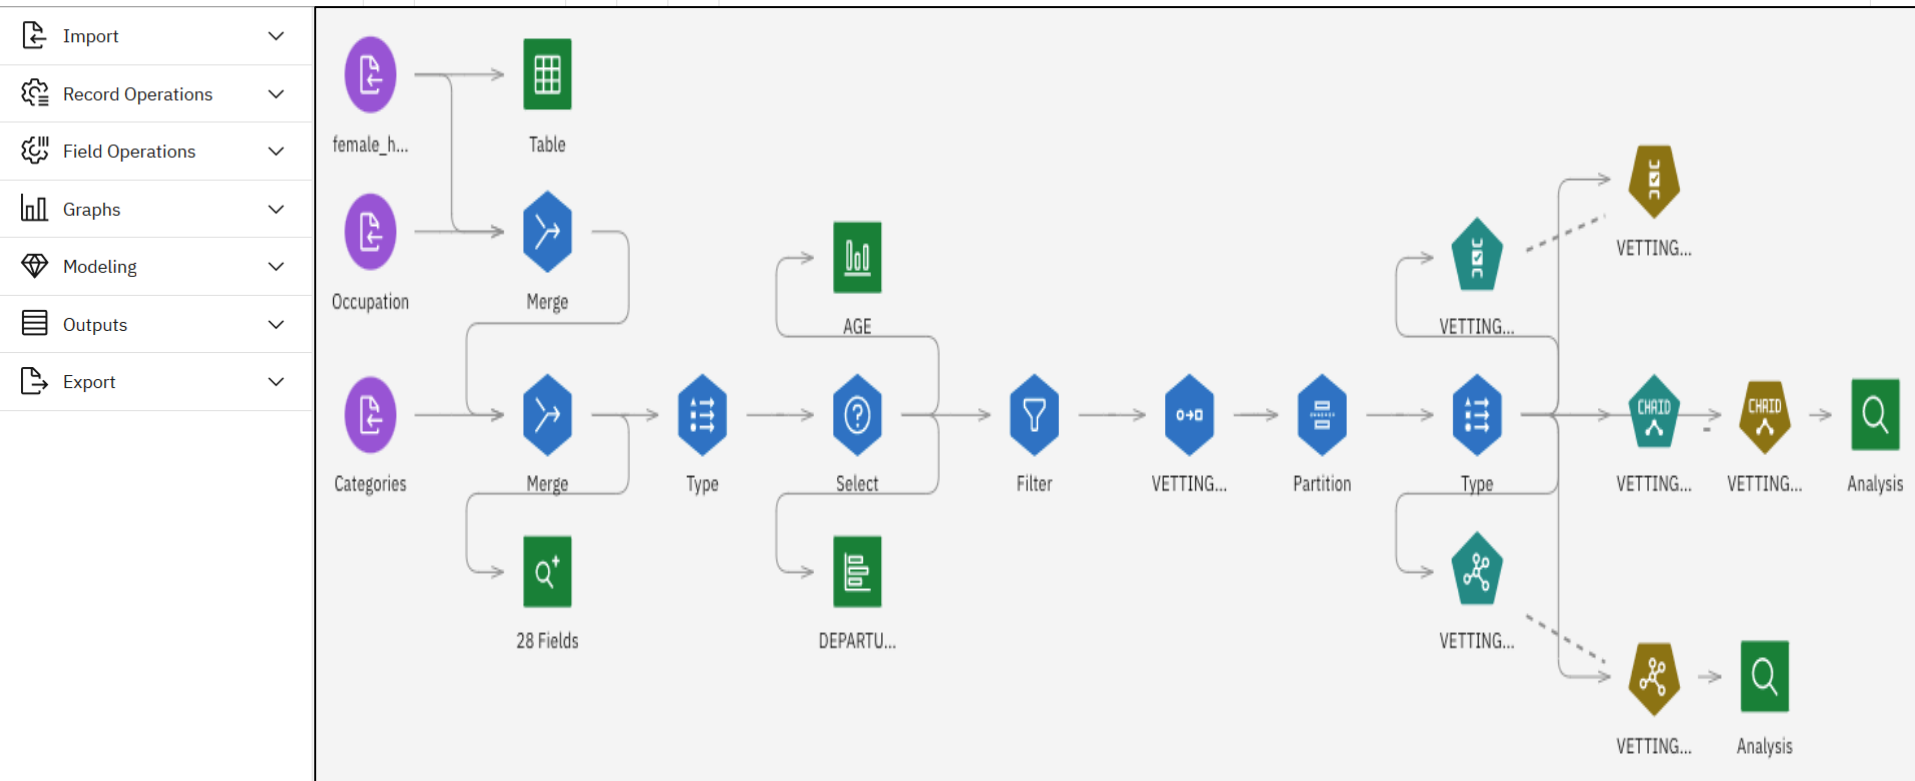 Import
Record Operations
Field Operations
Graphs
Modeling
Outputs
Export
female_h...
Table
Occupation
Merge
AGE
VETTING...
VETTING...
Categories
Merge
Type
Select
Filter
VETTING...
Partition
Type
CHAID
VETTING...
CHAID
VETTING...
Analysis
28 Fields
DEPARTU...
VETTING...
VETTING...
Analysis